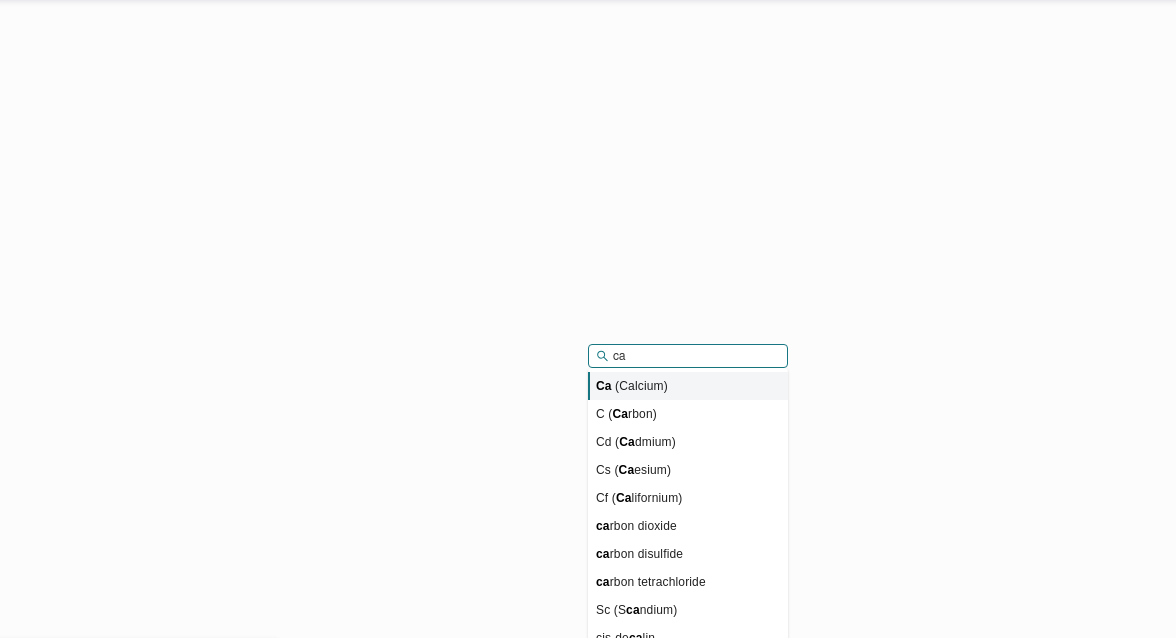 ca
Ca (Calcium)
C (Carbon)
Cd (Cadmium)
Cs (Caesium)
Cf (Californium)
carbon dioxide
carbon disulfide
carbon tetrachloride
Sc (Scandium)
cis-decalin